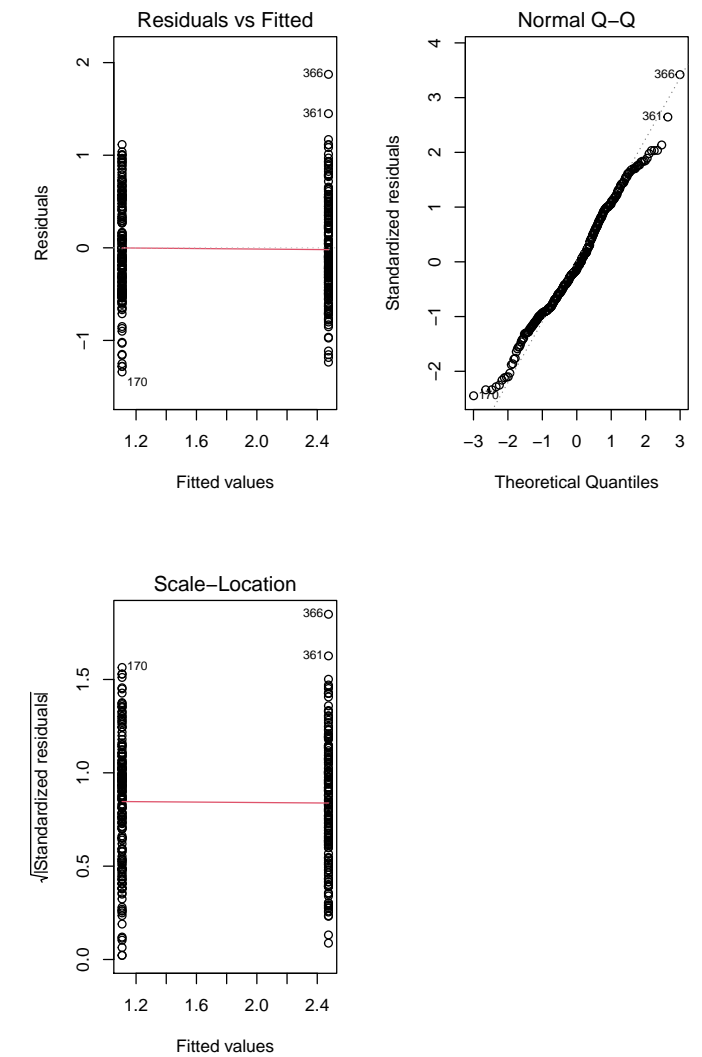 Residuals vs Fitted
2
1
0
−1
Residuals
366
361
170
1.2 1.6 2.0 2.4
Fitted values
Normal Q−Q
4
3
2
1
0
−1
−2
Standardized residuals
366
361
170
−3 −2 −1 0 1 2 3
Theoretical Quantiles
Scale−Location
1.5
1.0
0.5
0.0
√|Standardized residuals|
366
361
170
1.2 1.6 2.0 2.4
Fitted values